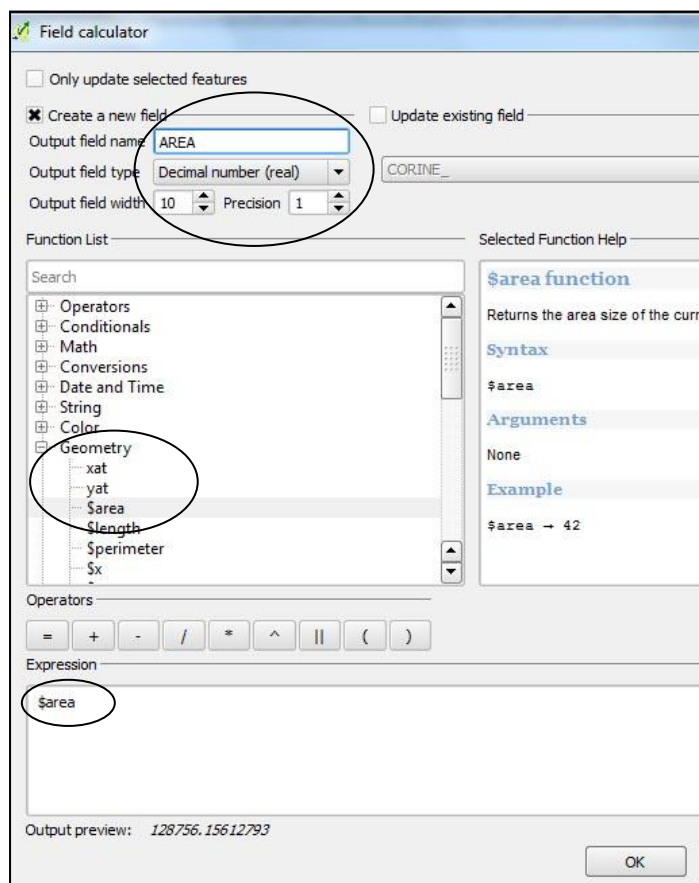 Field calculator
Only update selected features
Create a new field
Update existing field
Output field name AREA
Output field type Decimal number (real)
CORINE_
Output field width 10 Precision 1
Function List
Selected Function Help
Search
Operators
Conditionals
Math
Conversions
Date and Time
String
Color
Geometry
xat
yat
$area
$length
$perimeter
$x
$area function
Returns the area size of the curr
Syntax
$area
Arguments
None
Example
$area → 42
Operators
= + - / * ^ || ( )
Expression
$area
Output preview: 128756.15612793
OK